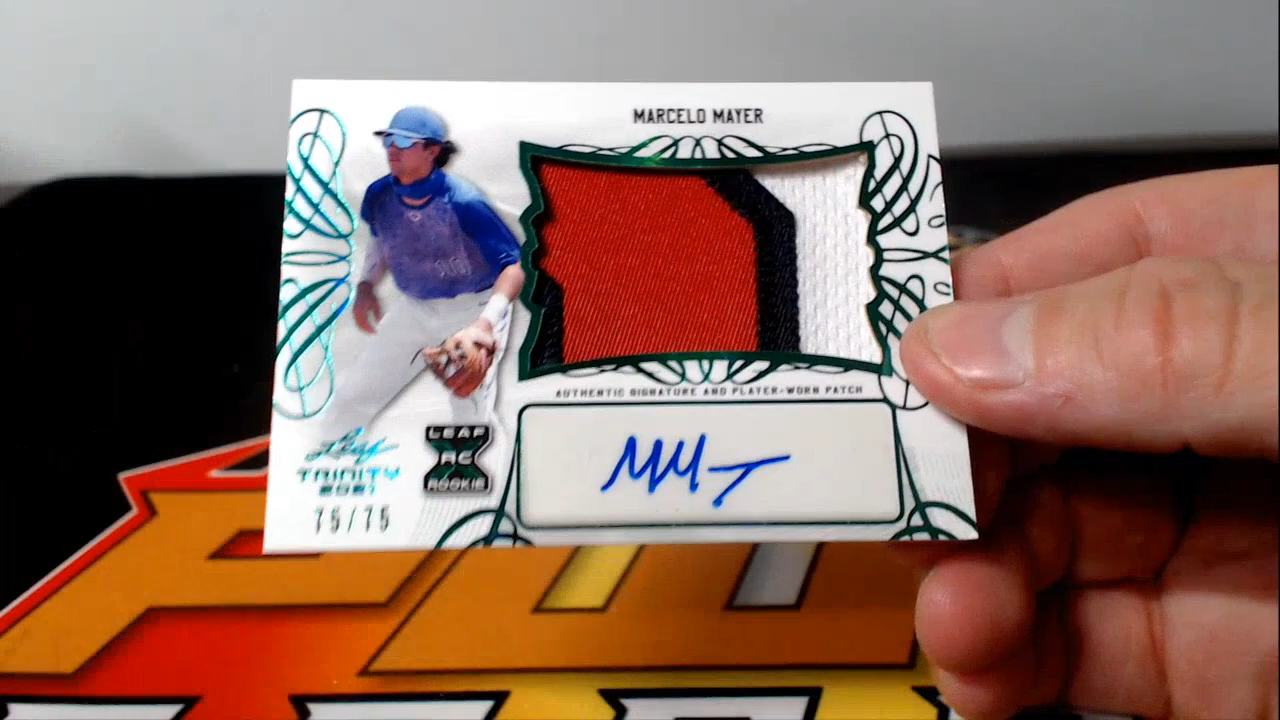 MARCELO MAYER
AUTHENTIC SIGNATURE AND PLAYER-WORN PATCH
Leaf
TRINITY
2021
75/75
LEAF
RC
ROOKIE